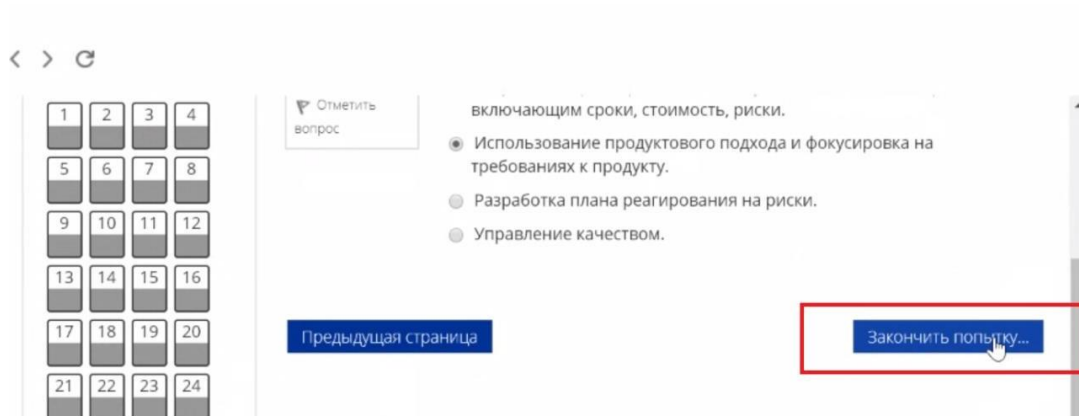 1 2 3 4
5 6 7 8
9 10 11 12
13 14 15 16
17 18 19 20
21 22 23 24
Отметить
вопрос
включающим сроки, стоимость, риски.
Использование продуктового подхода и фокусировка на
требованиях к продукту.
Разработка плана реагирования на риски.
Управление качеством.
Предыдущая страница
Закончить попытку...